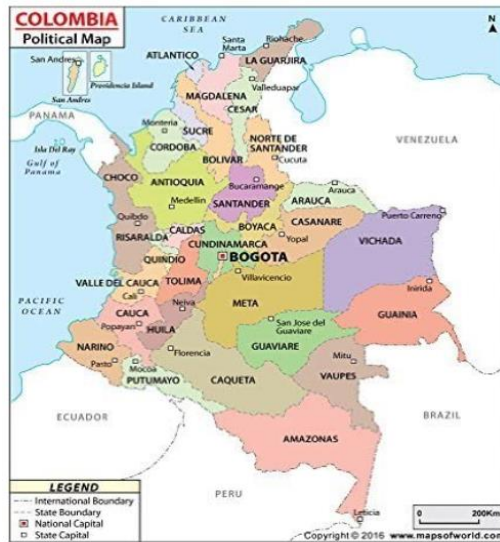 COLOMBIA
Political Map
CARIBBEAN
SEA
N
San Andres
Providencia Island
San Andres
Riohache
Santa
Marta
LA GUARJIRA
ATLANTICO
Valleduapar
MAGDALENA
CESAR
PANAMA
Monteria
SUCRE
NORTE DE
SANTANDER
VENEZUELA
Isla Del Ray
CORDOBA
BOLIVAR
Cucuta
Gulf of
Panama
CHOCO
ANTIOQUIA
Bucaramange
Arauca
SANTANDER
ARAUCA
Medellin
Puerto Carreno
Quibdo
BOYACA
CASANARE
RISARALDA
CALDAS
CUNDINAMARCA
Yopal
VICHADA
QUINDIO
BOGOTA
VALLE DEL CAUCA
TOLIMA
Villavicencio
Inirida
PACIFIC
OCEAN
Cali
META
CAUCA
Neiva
GUAINIA
Popayan
HUILA
San Jose del
Guaviare
NARINO
Florencia
GUAVIARE
Mitu
Pasto
Mocoa
VAUPES
PUTUMAYO
CAQUETA
ECUADOR
BRAZIL
AMAZONAS
PERU
LEGEND
International Boundary
State Boundary
National Capital
State Capital
Leticia
0 200Km
Copyright © 2016 www.mapsofworld.com